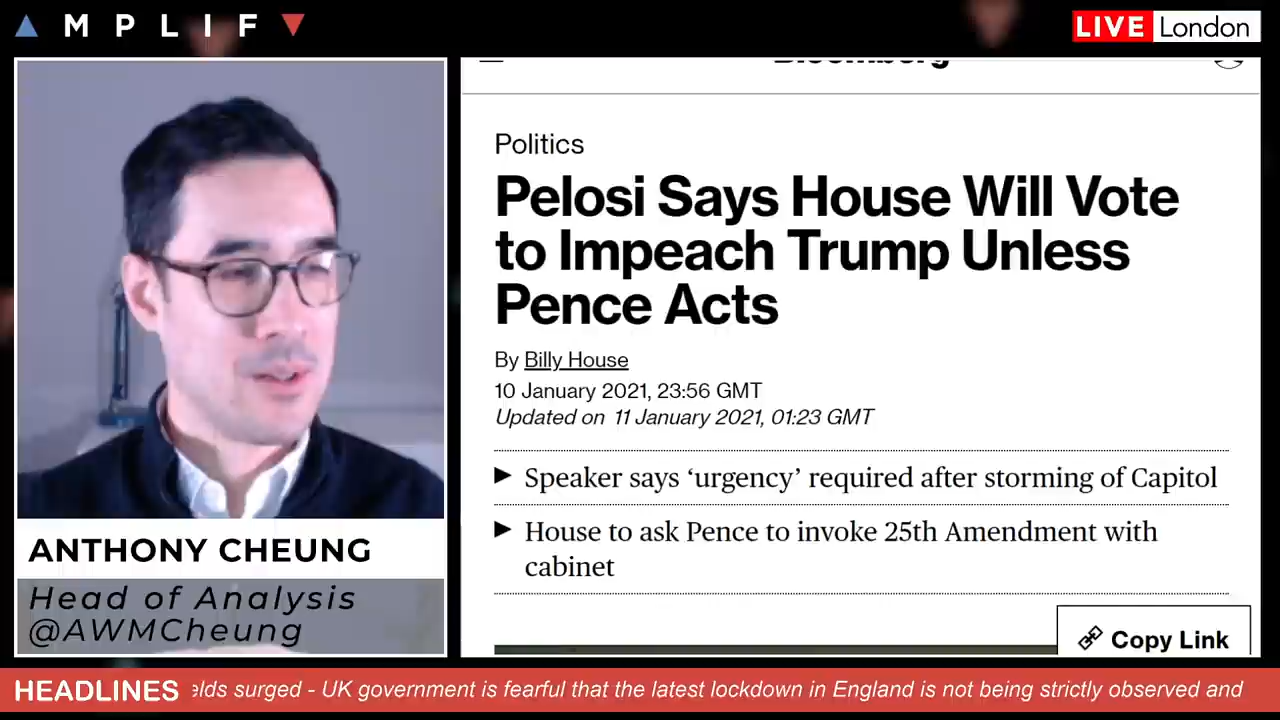 ▲ M P L I F ▼
LIVE London
Bloomberg
Politics
Pelosi Says House Will Vote
to Impeach Trump Unless
Pence Acts
By Billy House
10 January 2021, 23:56 GMT
Updated on 11 January 2021, 01:23 GMT
Speaker says ‘urgency’ required after storming of Capitol
House to ask Pence to invoke 25th Amendment with
cabinet
Copy Link
ANTHONY CHEUNG
Head of Analysis
@AWMCheung
HEADLINES elds surged - UK government is fearful that the latest lockdown in England is not being strictly observed and